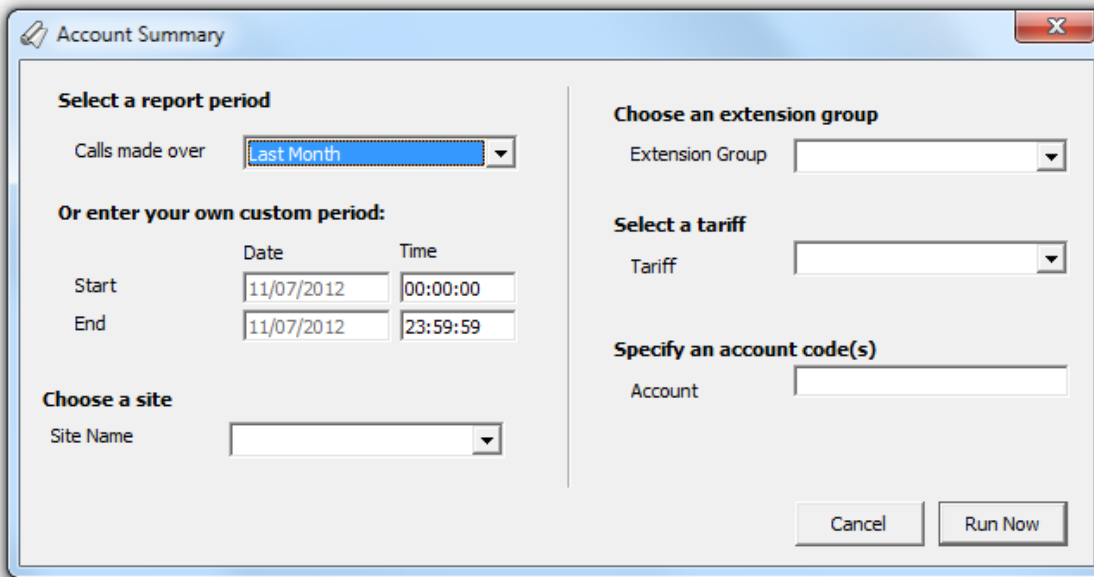 Account Summary
Select a report period
Calls made over Last Month
Or enter your own custom period:
Date Time
Start 11/07/2012 00:00:00
End 11/07/2012 23:59:59
Choose a site
Site Name
Choose an extension group
Extension Group
Select a tariff
Tariff
Specify an account code(s)
Account
Cancel Run Now